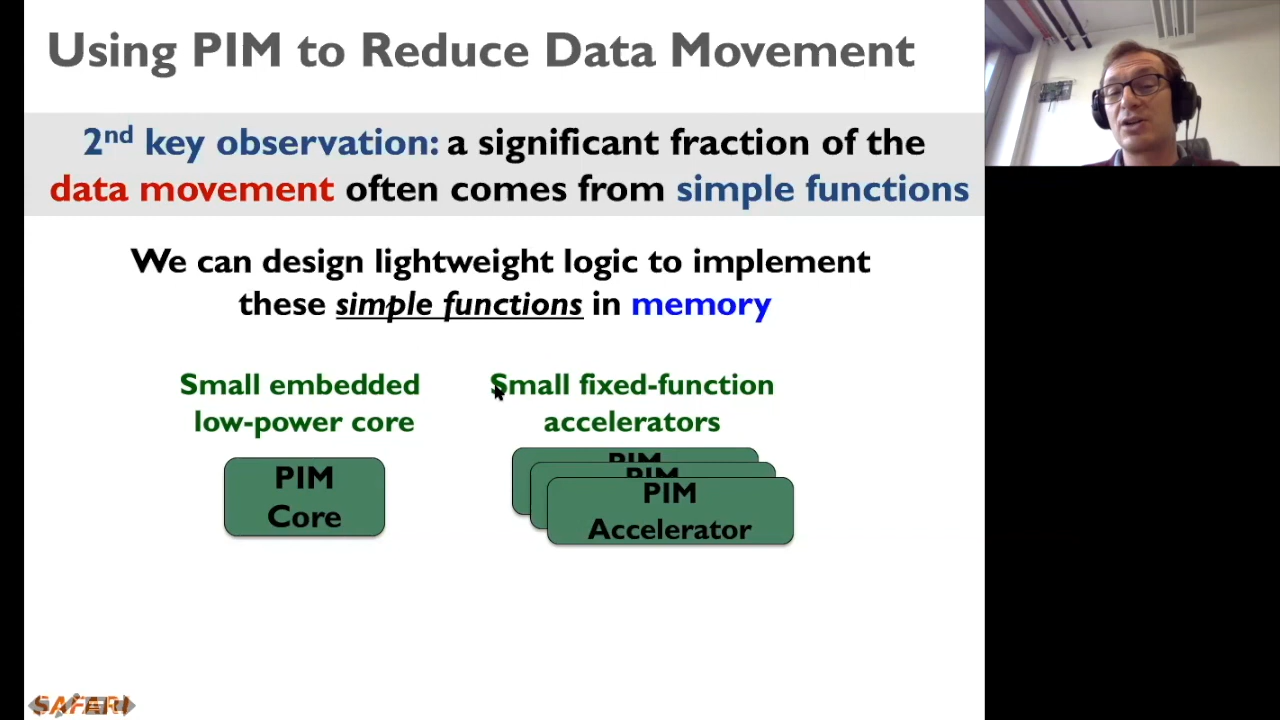 Using PIM to Reduce Data Movement
2nd key observation: a significant fraction of the
data movement often comes from simple functions
We can design lightweight logic to implement
these simple functions in memory
Small embedded
low-power core
Small fixed-function
accelerators
PIM
Core
PIM
PIM
PIM
Accelerator
SAFARI